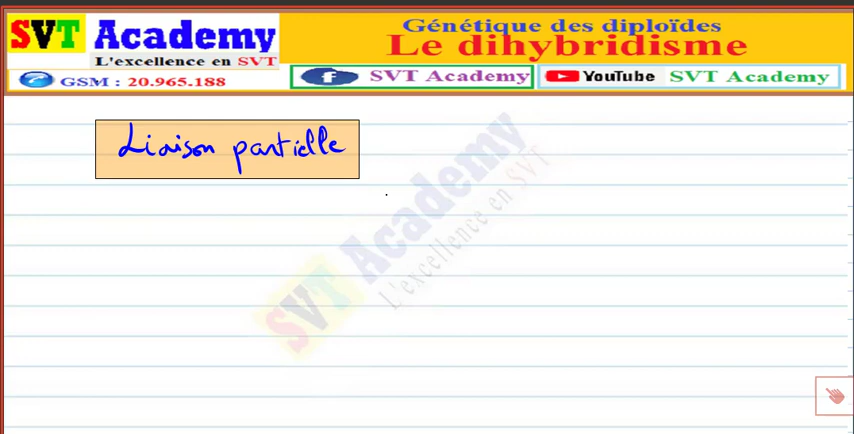 SVT Academy
L'excellence en SVT
GSM : 20.965.188
Génétique des diploïdes
Le dihybridisme
f SVT Academy
YouTube SVT Academy
Liaison partielle
SVT Academy
L'excellence en SVT